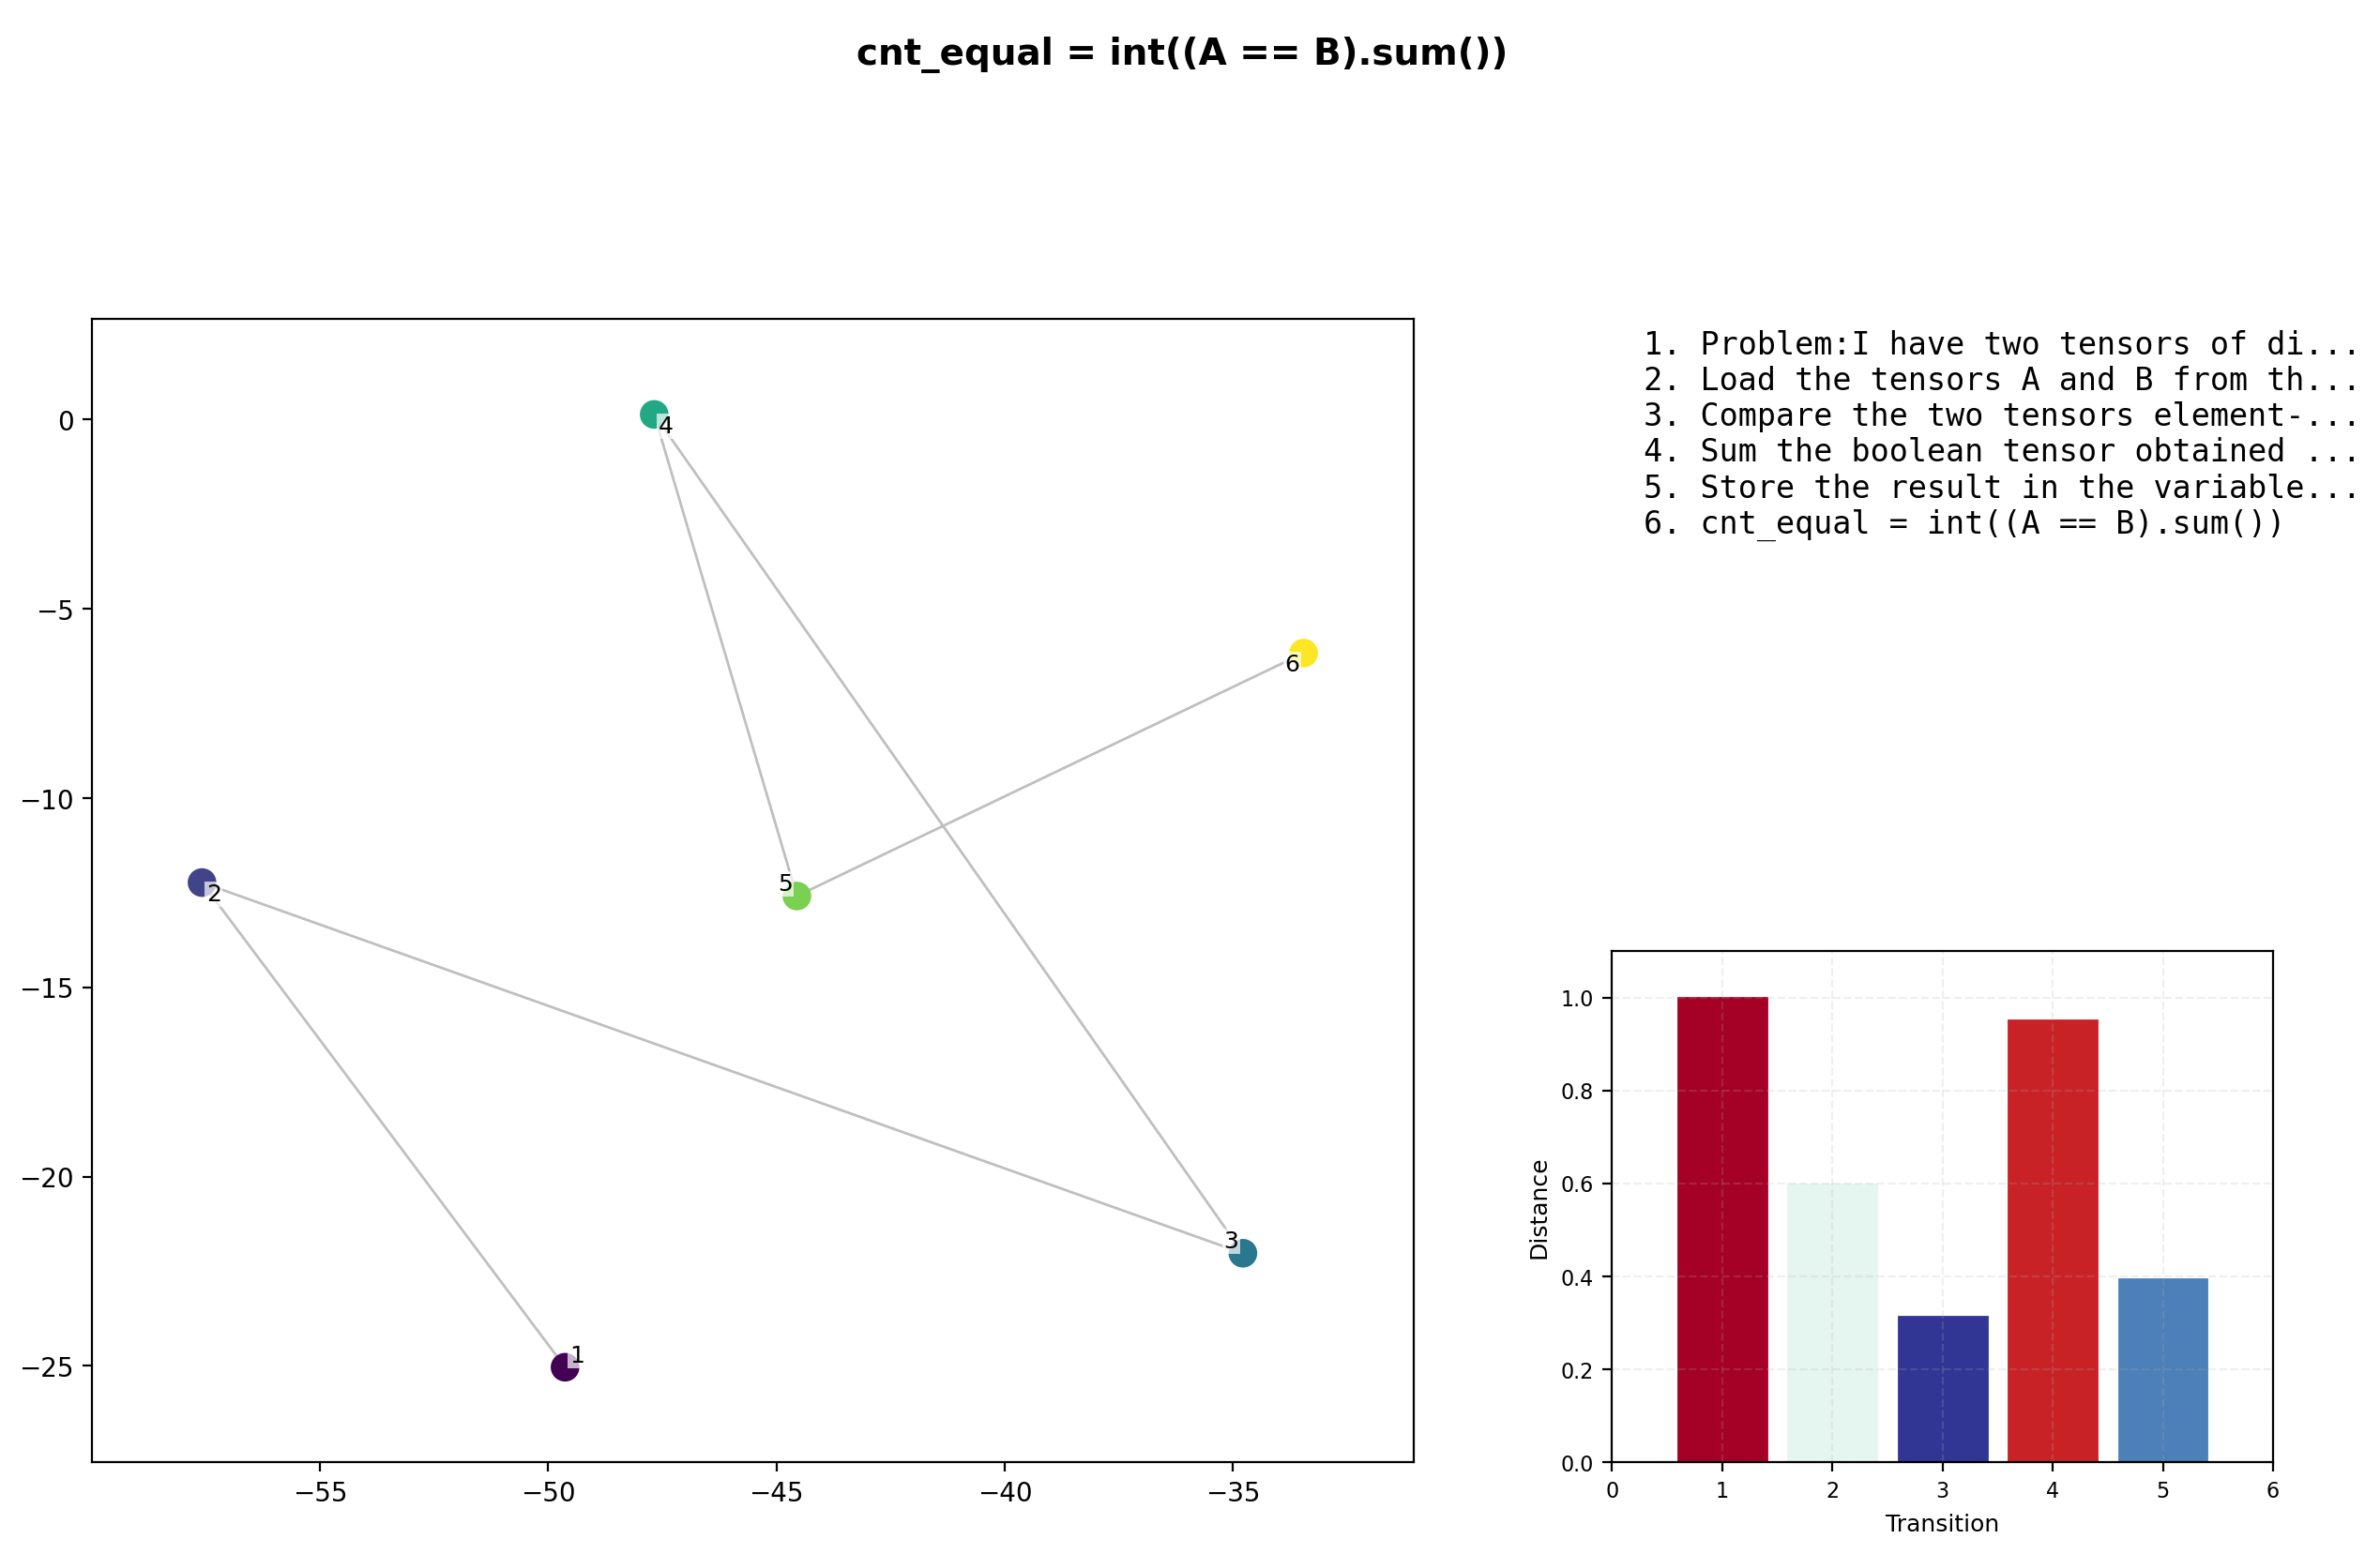 cnt_equal = int((A == B).sum())
0
−5
−10
−15
−20
−25
−55
−50
−45
−40
−35
1
2
3
4
5
6
1. Problem:I have two tensors of di...
2. Load the tensors A and B from th...
3. Compare the two tensors element-...
4. Sum the boolean tensor obtained ...
5. Store the result in the variable...
6. cnt_equal = int((A == B).sum())
Distance
1.0
0.8
0.6
0.4
0.2
0.0
0 1 2 3 4 5 6
Transition